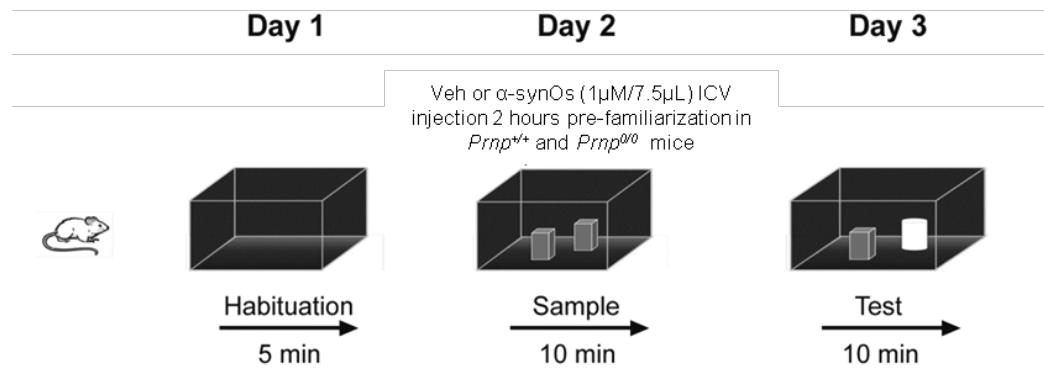 Day 1 Day 2 Day 3
Veh or α-synOs (1µM/7.5µL) ICV
injection 2 hours pre-familiarization in
Prnp+/+ and Prnp0/0 mice
Habituation Sample Test
5 min 10 min 10 min